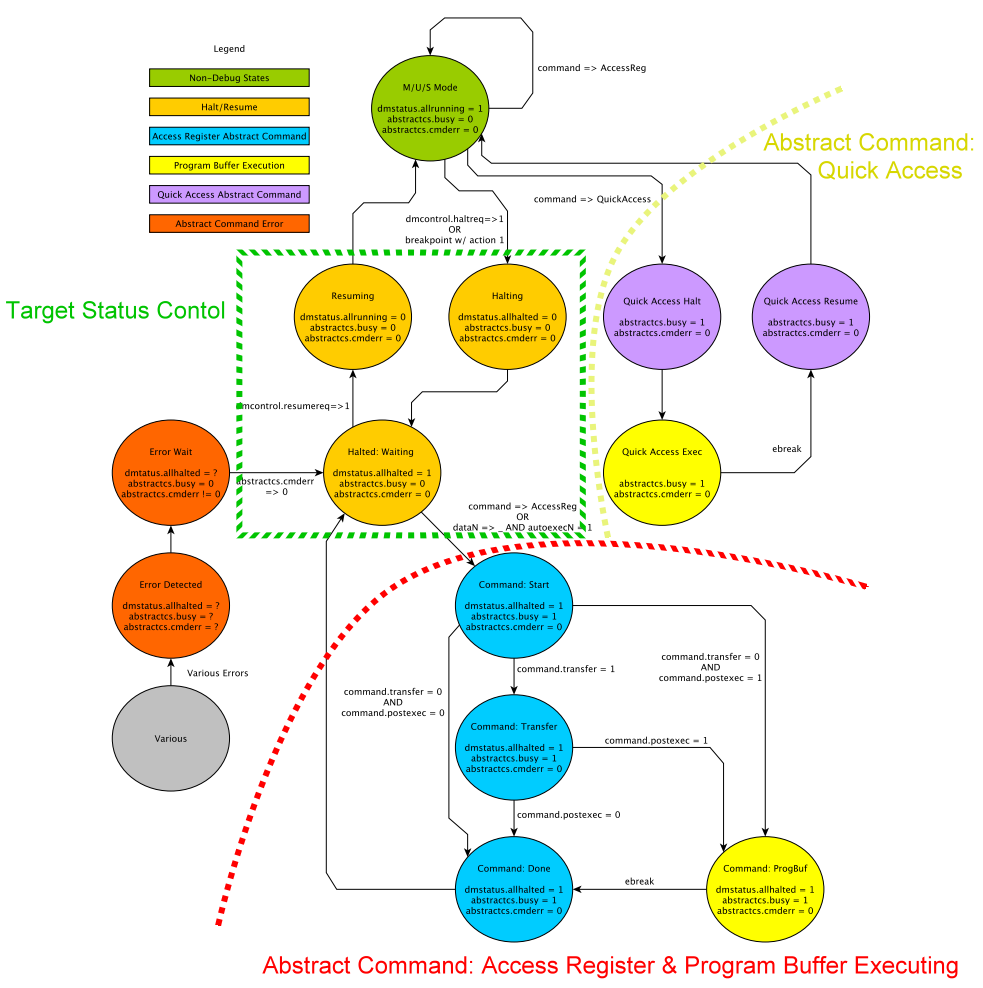 Legend
Non-Debug States
Halt/Resume
Access Register Abstract Command
Program Buffer Execution
Quick Access Abstract Command
Abstract Command Error
M/U/S Mode
dmstatus.allrunning = 1
abstractcs.busy = 0
abstractcs.cmderr = 0
command => AccessReg
Abstract Command:
Quick Access
command => QuickAccess
dmcontrol.haltreq=>1
OR
breakpoint w/ action 1
Target Status Contol
Resuming
dmstatus.allrunning = 0
abstractcs.busy = 0
abstractcs.cmderr = 0
Halting
dmstatus.allhalted = 0
abstractcs.busy = 0
abstractcs.cmderr = 0
Quick Access Halt
abstractcs.busy = 1
abstractcs.cmderr = 0
Quick Access Resume
abstractcs.busy = 1
abstractcs.cmderr = 0
dmcontrol.resumereq=>1
Error Wait
dmtatus.allhalted = ?
abstractcs.busy = 0
abstractcs.cmderr != 0
abstractcs.cmderr
=> 0
Halted: Waiting
dmstatus.allhalted = 1
abstractcs.busy = 0
abstractcs.cmderr = 0
Quick Access Exec
abstractcs.busy = 1
abstractcs.cmderr = 0
ebreak
command => AccessReg
OR
dataN => _ AND autoexecN = 1
Error Detected
dmstatus.allhalted = ?
abstractcs.busy = ?
abstractcs.cmderr = ?
Command: Start
dmstatus.allhalted = 1
abstractcs.busy = 1
abstractcs.cmderr = 0
Various Errors
command.transfer = 1
command.transfer = 0
AND
command.postexec = 1
command.transfer = 0
AND
command.postexec = 0
Various
Command: Transfer
dmstatus.allhalted = 1
abstractcs.busy = 1
abstractcs.cmderr = 0
command.postexec = 1
command.postexec = 0
Command: Done
dmstatus.allhalted = 1
abstractcs.busy = 1
abstractcs.cmderr = 0
ebreak
Command: ProgBuf
dmstatus.allhalted = 1
abstractcs.busy = 1
abstractcs.cmderr = 0
Abstract Command: Access Register & Program Buffer Executing